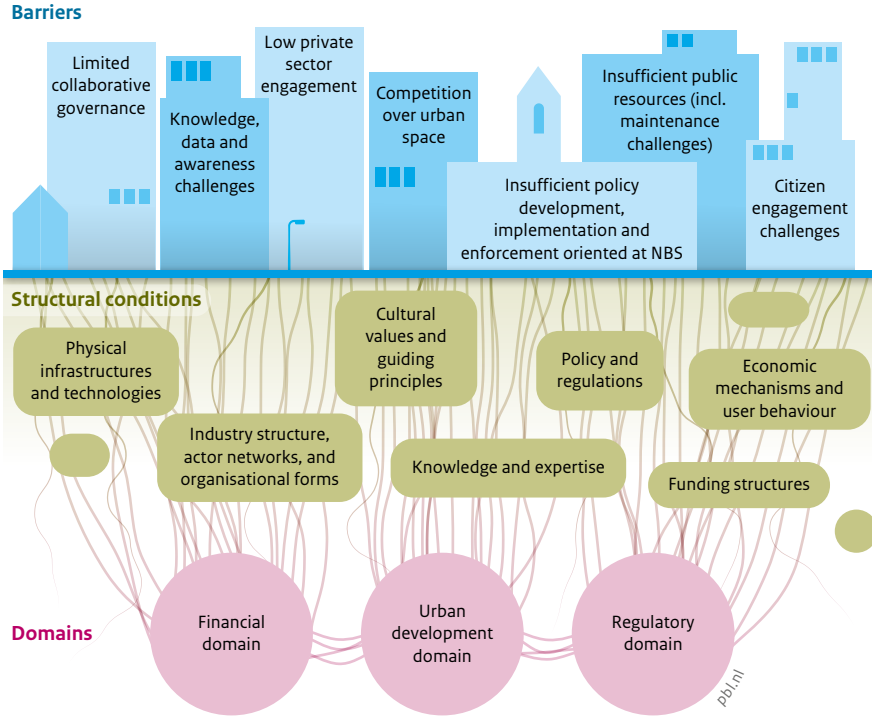 Barriers
Limited
collaborative
governance
Knowledge,
data and
awareness
challenges
Low private
sector
engagement
Competition
over urban
space
Insufficient policy
development,
implementation and
enforcement oriented at NBS
Insufficient public
resources (incl.
maintenance
challenges)
Citizen
engagement
challenges
Structural conditions
Physical
infrastructures
and technologies
Industry structure,
actor networks, and
organisational forms
Cultural
values and
guiding
principles
Knowledge and expertise
Policy and
regulations
Economic
mechanisms and
user behaviour
Funding structures
Domains
Financial
domain
Urban
development
domain
Regulatory
domain
pbl.nl